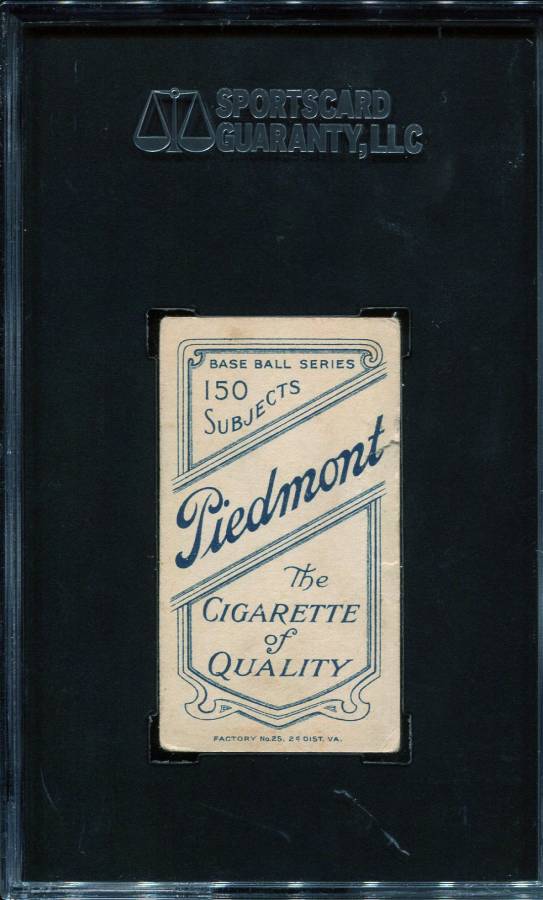 SPORTSCARD
GUARANTY, LLC
BASE BALL SERIES
150
SUBJECTS
Piedmont
The
CIGARETTE
of
QUALITY
FACTORY No. 25, 2D DIST. VA.